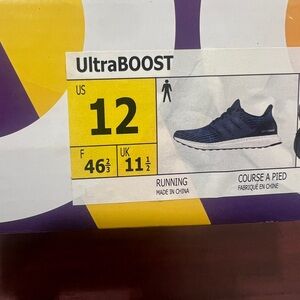 UltraBOOST
US
12
F
46 2/3
UK
11 1/2
RUNNING
MADE IN CHINA
COURSE A PIED
FABRIQUÉ EN CHINE